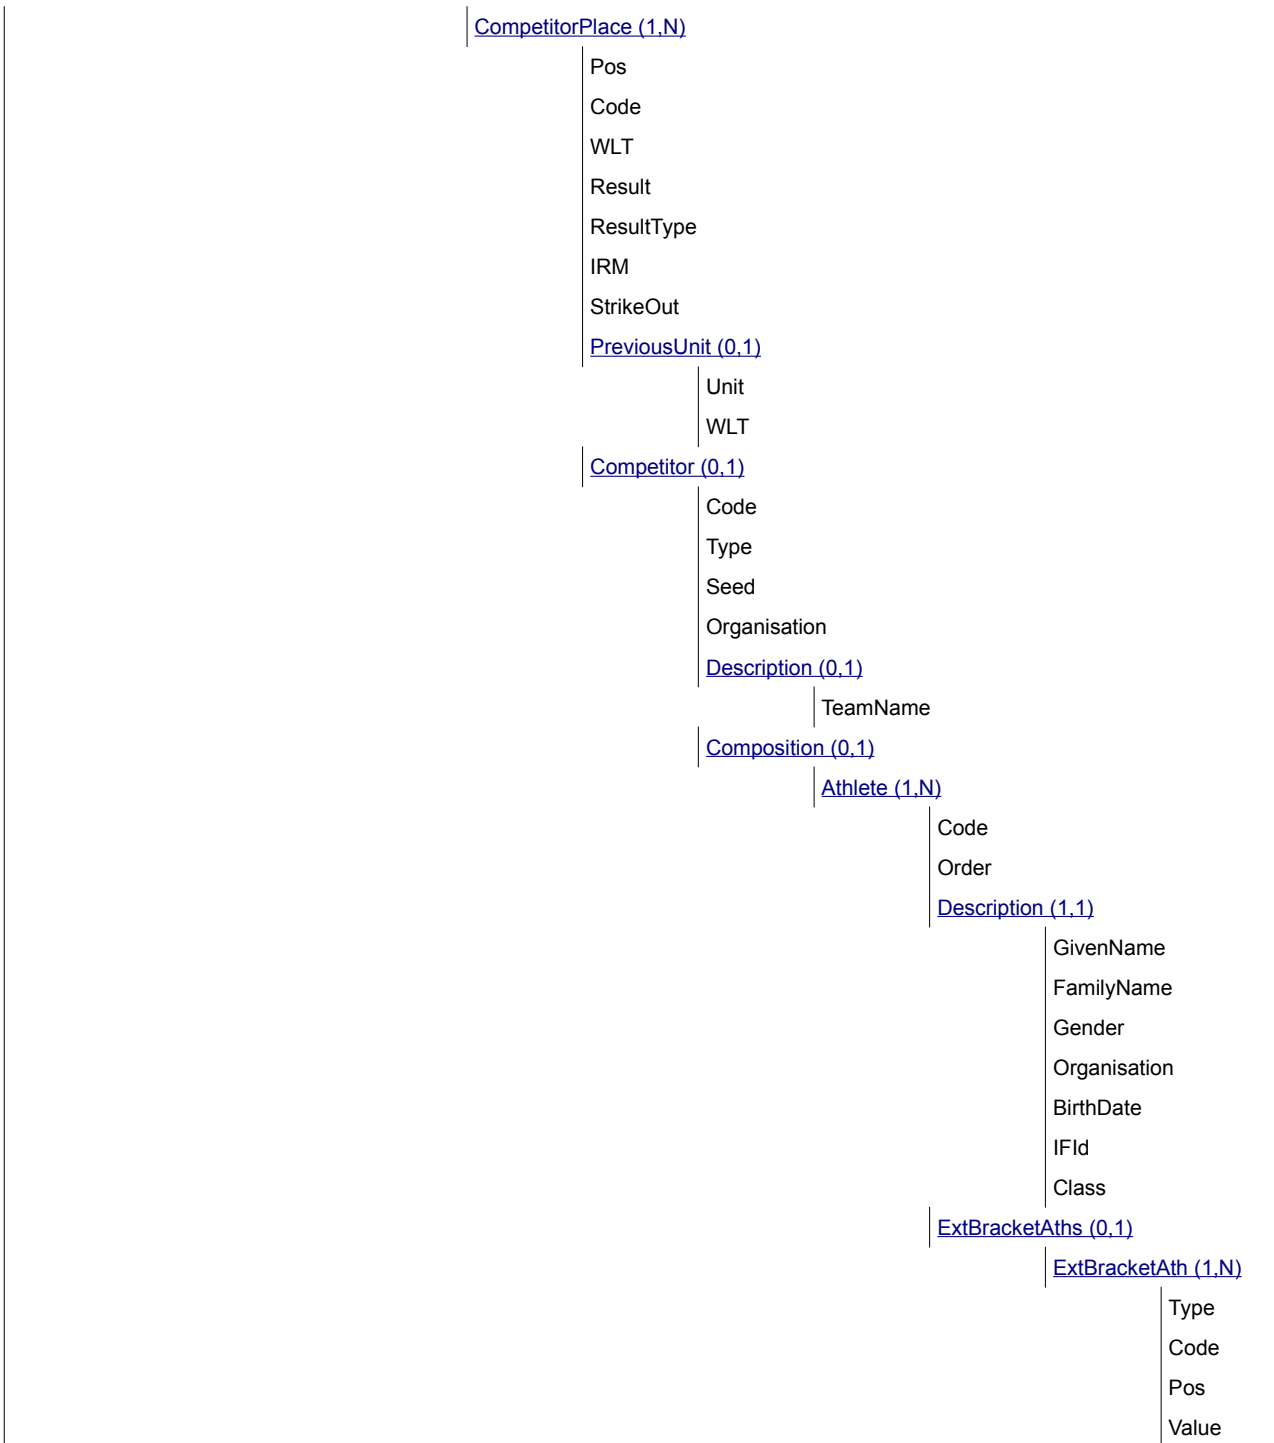 CompetitorPlace (1,N)
Pos
Code
WLT
Result
ResultType
IRM
StrikeOut
PreviousUnit (0,1)
Unit
WLT
Competitor (0,1)
Code
Type
Seed
Organisation
Description (0,1)
TeamName
Composition (0,1)
Athlete (1,N)
Code
Order
Description (1,1)
GivenName
FamilyName
Gender
Organisation
BirthDate
IFId
Class
ExtBracketAths (0,1)
ExtBracketAth (1,N)
Type
Code
Pos
Value